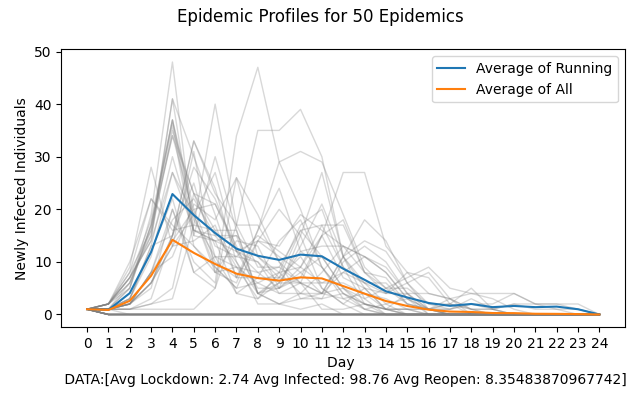 Epidemic Profiles for 50 Epidemics
50
40
30
20
10
0
Newly Infected Individuals
Average of Running
Average of All
0 1 2 3 4 5 6 7 8 9 10 11 12 13 14 15 16 17 18 19 20 21 22 23 24
Day
DATA:[Avg Lockdown: 2.74 Avg Infected: 98.76 Avg Reopen: 8.35483870967742]